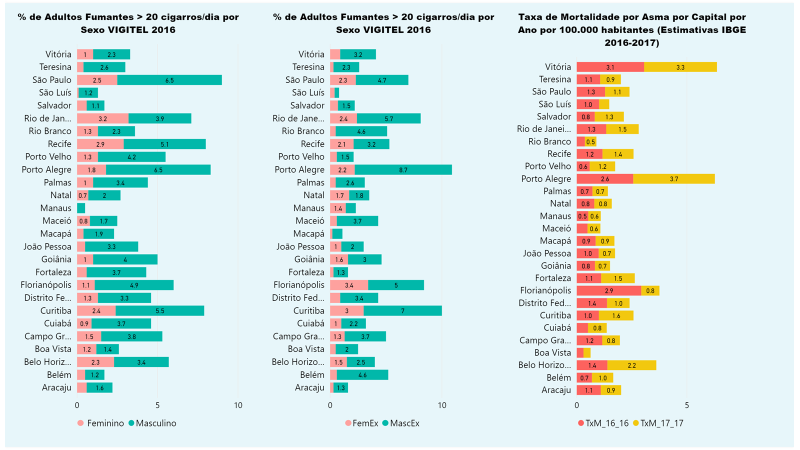 % de Adultos Fumantes > 20 cigarros/dia por
Sexo VIGITEL 2016
Vitória 1 2.3
Teresina 2.6
São Paulo 2.5 6.5
São Luís 1.2
Salvador 1.1
Rio de Jan... 3.2 3.9
Rio Branco 1.3 2.3
Recife 2.9 5.1
Porto Velho 1.3 4.2
Porto Alegre 1.8 6.5
Palmas 1 3.4
Natal 0.7 2
Manaus
Maceió 0.8 1.7
Macapá 1.9
João Pessoa 3.3
Goiânia 1 4
Fortaleza 3.7
Florianópolis 1.1 4.9
Distrito Fe... 1.3 3.3
Curitiba 2.4 5.5
Cuiabá 0.9 3.7
Campo Gr... 1.5 3.8
Boa Vista 1.2 1.4
Belo Horiz... 2.3 3.4
Belém 1.2
Aracaju 1.6
0 5 10
Feminino Masculino
% de Adultos Fumantes > 20 cigarros/dia por
Sexo VIGITEL 2016
Vitória 3.2
Teresina 2.3
São Paulo 2.3 4.7
São Luís
Salvador 1.5
Rio de Jan... 2.4 5.7
Rio Branco 4.6
Recife 2.1 3.2
Porto Velho 1.5
Porto Alegre 2.2 8.7
Palmas 2.6
Natal 1.7 1.8
Manaus 1.4
Maceió 3.7
Macapá
João Pessoa 1 2
Goiânia 1.6 3
Fortaleza 1.3
Florianópolis 3.4 5
Distrito Fed... 3.4
Curitiba 3 7
Cuiabá 1 2.2
Campo Gra... 1.3 3.7
Boa Vista 2
Belo Horizo... 1.5 2.5
Belém 4.6
Aracaju 1.3
0 5 10
FemEx MascEx
Taxa de Mortalidade por Asma por Capital por
Ano por 100.000 habitantes (Estimativas IBGE
2016-2017)
Vitória 3.1 3.3
Teresina 1.1 0.9
São Paulo 1.3 1.1
São Luís 1.0
Salvador 0.8 1.3
Rio de Janei... 1.3 1.5
Rio Branco 0.5
Recife 1.2 1.4
Porto Velho 0.6 1.2
Porto Alegre 2.6 3.7
Palmas 0.7 0.7
Natal 0.8 0.8
Manaus 0.5 0.6
Maceió 0.6
Macapá 0.9 0.9
João Pessoa 1.0 0.7
Goiânia 0.8 0.7
Fortaleza 1.1 1.5
Florianópolis 2.9 0.8
Distrito Fed... 1.4 1.0
Curitiba 1.0 1.6
Cuiabá 0.8
Campo Gra... 1.2 0.8
Boa Vista
Belo Horizo... 1.4 2.2
Belém 0.7 1.0
Aracaju 1.1 0.9
0 5
TxM_16_16 TxM_17_17